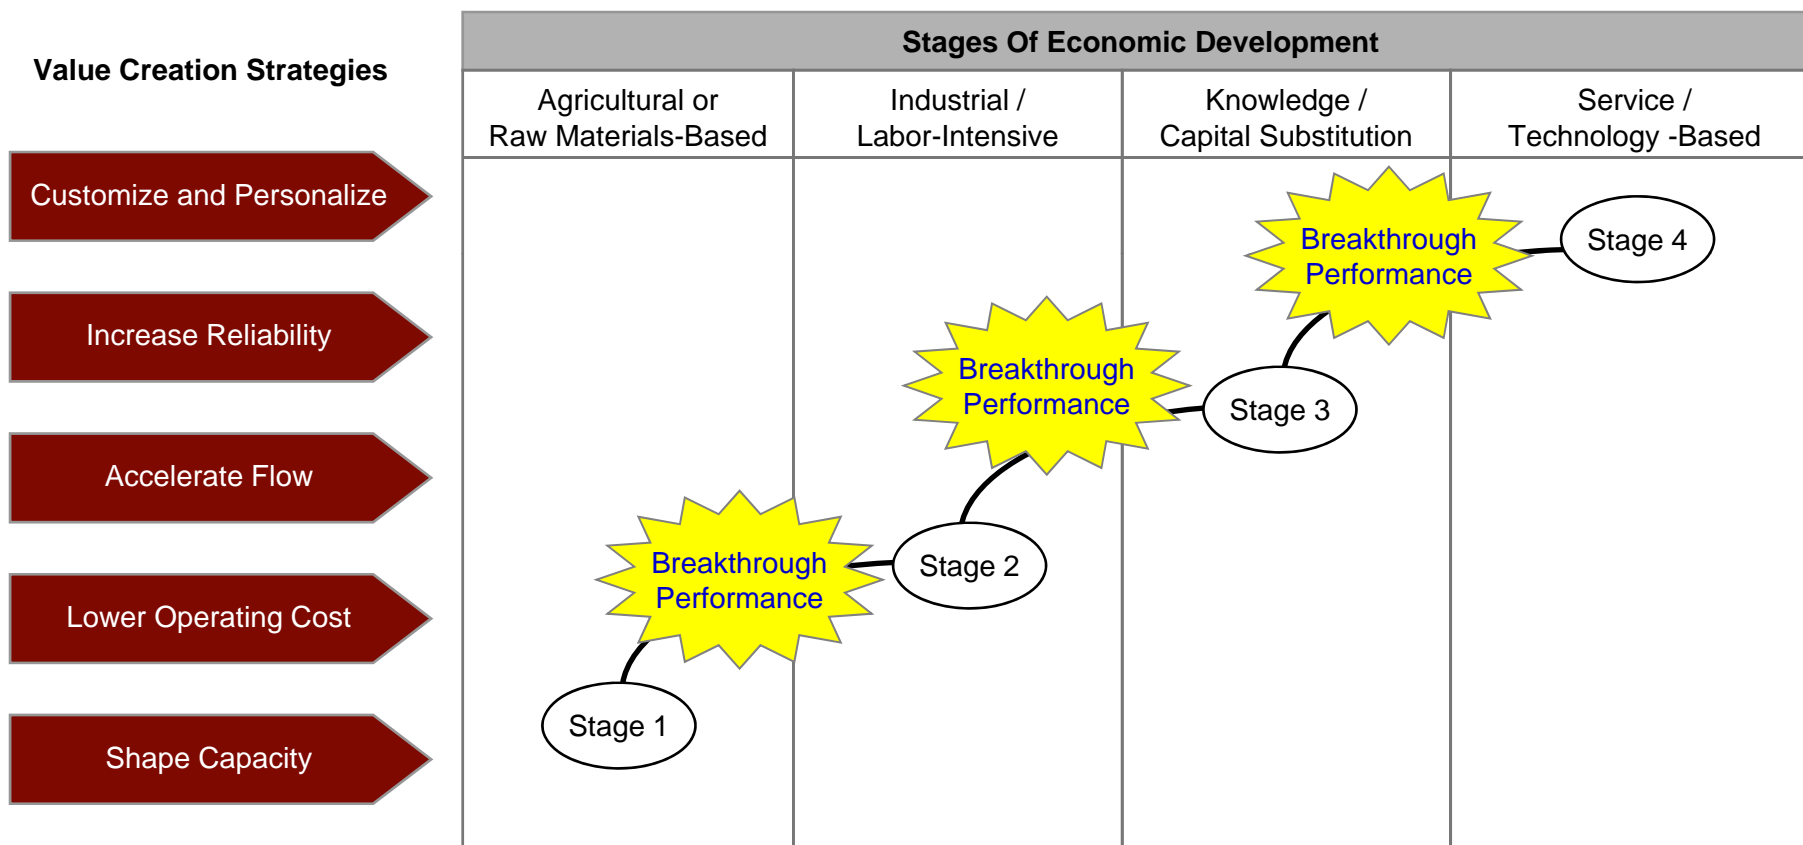 Stages Of Economic Development
Value Creation Strategies
Agricultural or
Raw Materials-Based
Industrial /
Labor-Intensive
Knowledge /
Capital Substitution
Service /
Technology -Based
Customize and Personalize
Increase Reliability
Accelerate Flow
Lower Operating Cost
Shape Capacity
Breakthrough
Performance
Stage 4
Breakthrough
Performance
Stage 3
Breakthrough
Performance
Stage 2
Stage 1